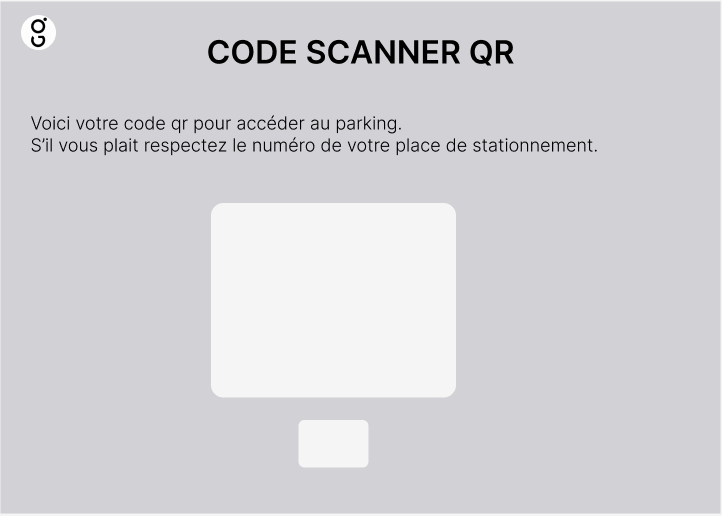 g
CODE SCANNER QR
Voici votre code qr pour accéder au parking.
S'il vous plait respectez le numéro de votre place de stationnement.